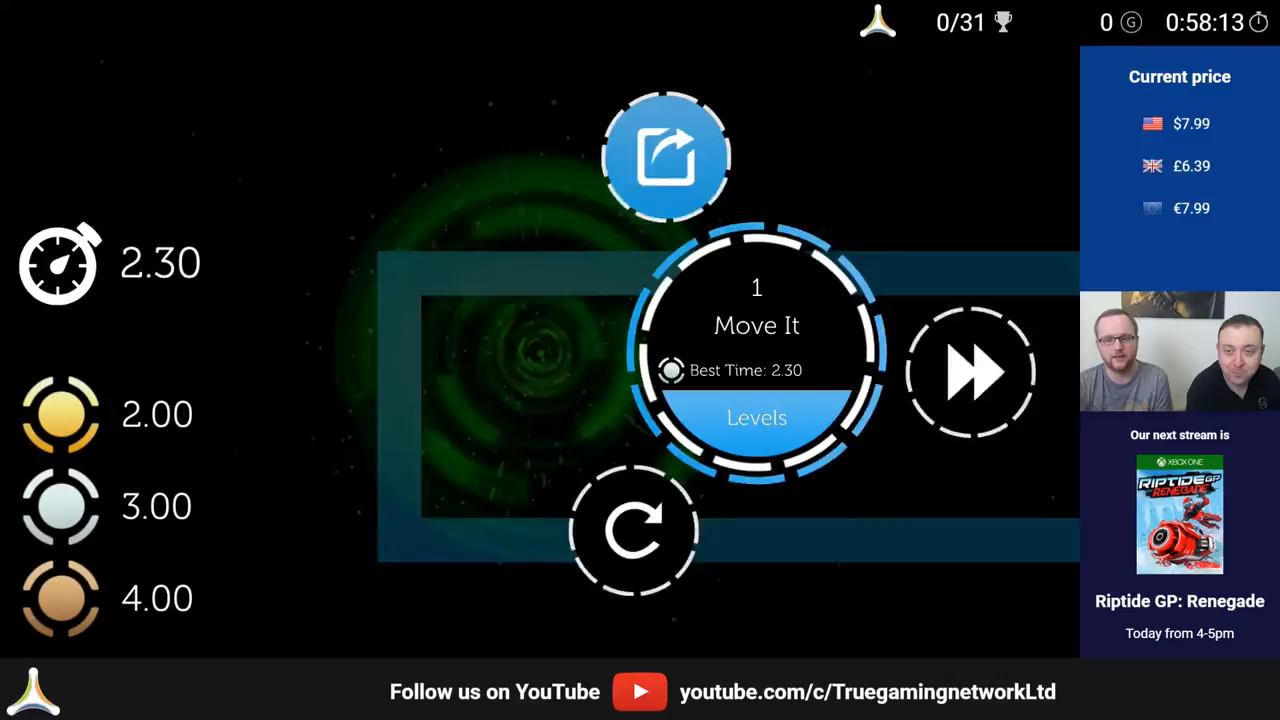 0/31
0 G 0:58:13
Current price
$7.99
£6.39
€7.99
2.30
2.00
3.00
4.00
1
Move It
Best Time: 2.30
Levels
Our next stream is
XBOX ONE
RIPTIDE GP
RENEGADE
Riptide GP: Renegade
Today from 4-5pm
Follow us on YouTube
youtube.com/c/TruegamingnetworkLtd